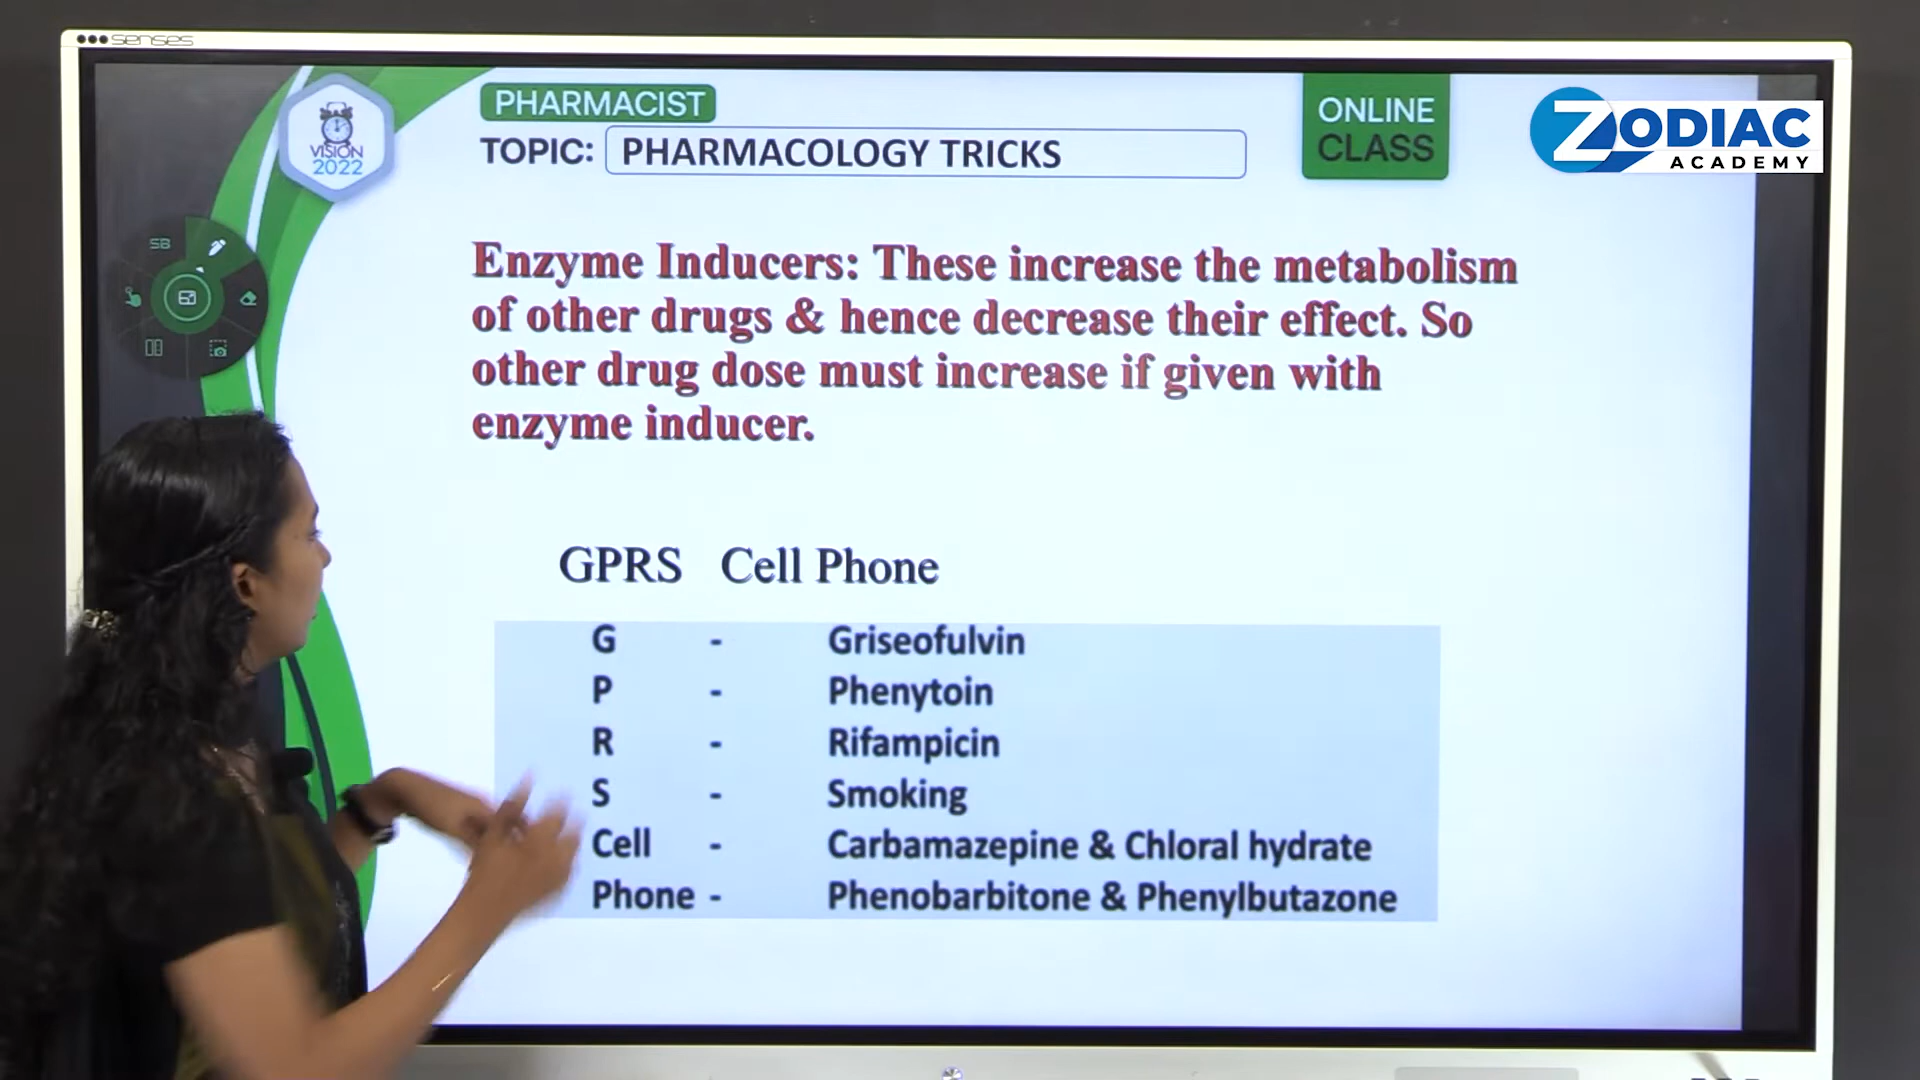 senses
PHARMACIST
TOPIC: PHARMACOLOGY TRICKS
VISION
2022
ONLINE
CLASS
ZODIAC
ACADEMY
SB
Enzyme Inducers: These increase the metabolism
of other drugs & hence decrease their effect. So
other drug dose must increase if given with
enzyme inducer.
GPRS Cell Phone
G - Griseofulvin
P - Phenytoin
R - Rifampicin
S - Smoking
Cell - Carbamazepine & Chloral hydrate
Phone - Phenobarbitone & Phenylbutazone